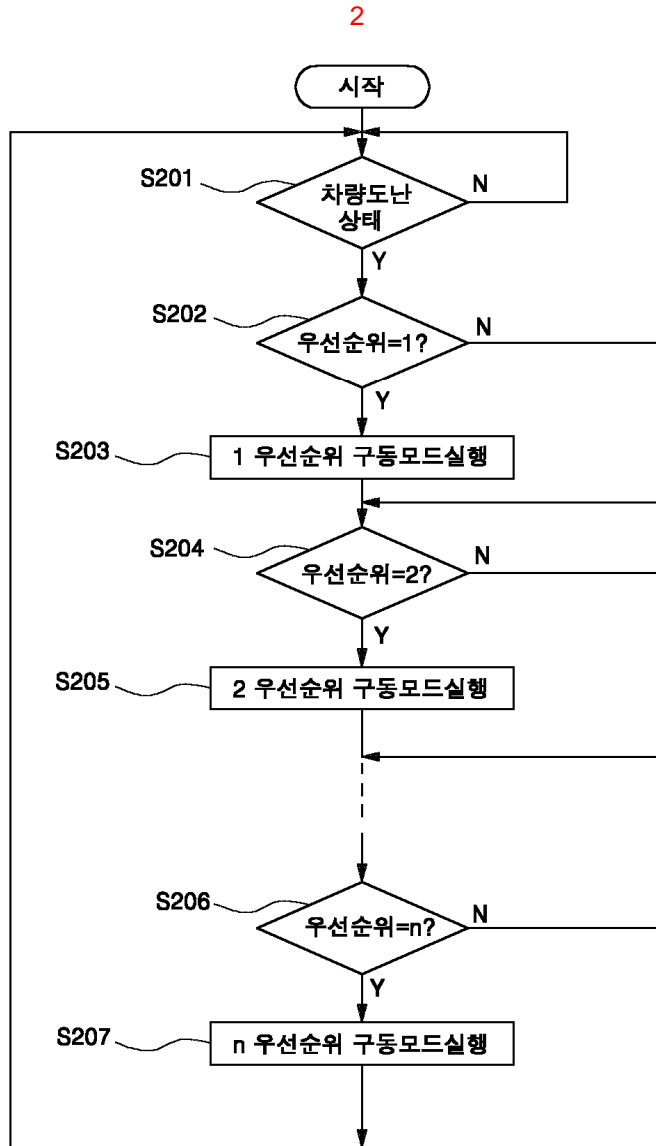 2
시작
S201
차량도난
상태
N
Y
S202
우선순위=1?
N
Y
S203
1 우선순위 구동모드실행
S204
우선순위=2?
N
Y
S205
2 우선순위 구동모드실행
S206
우선순위=n?
N
Y
S207
n 우선순위 구동모드실행